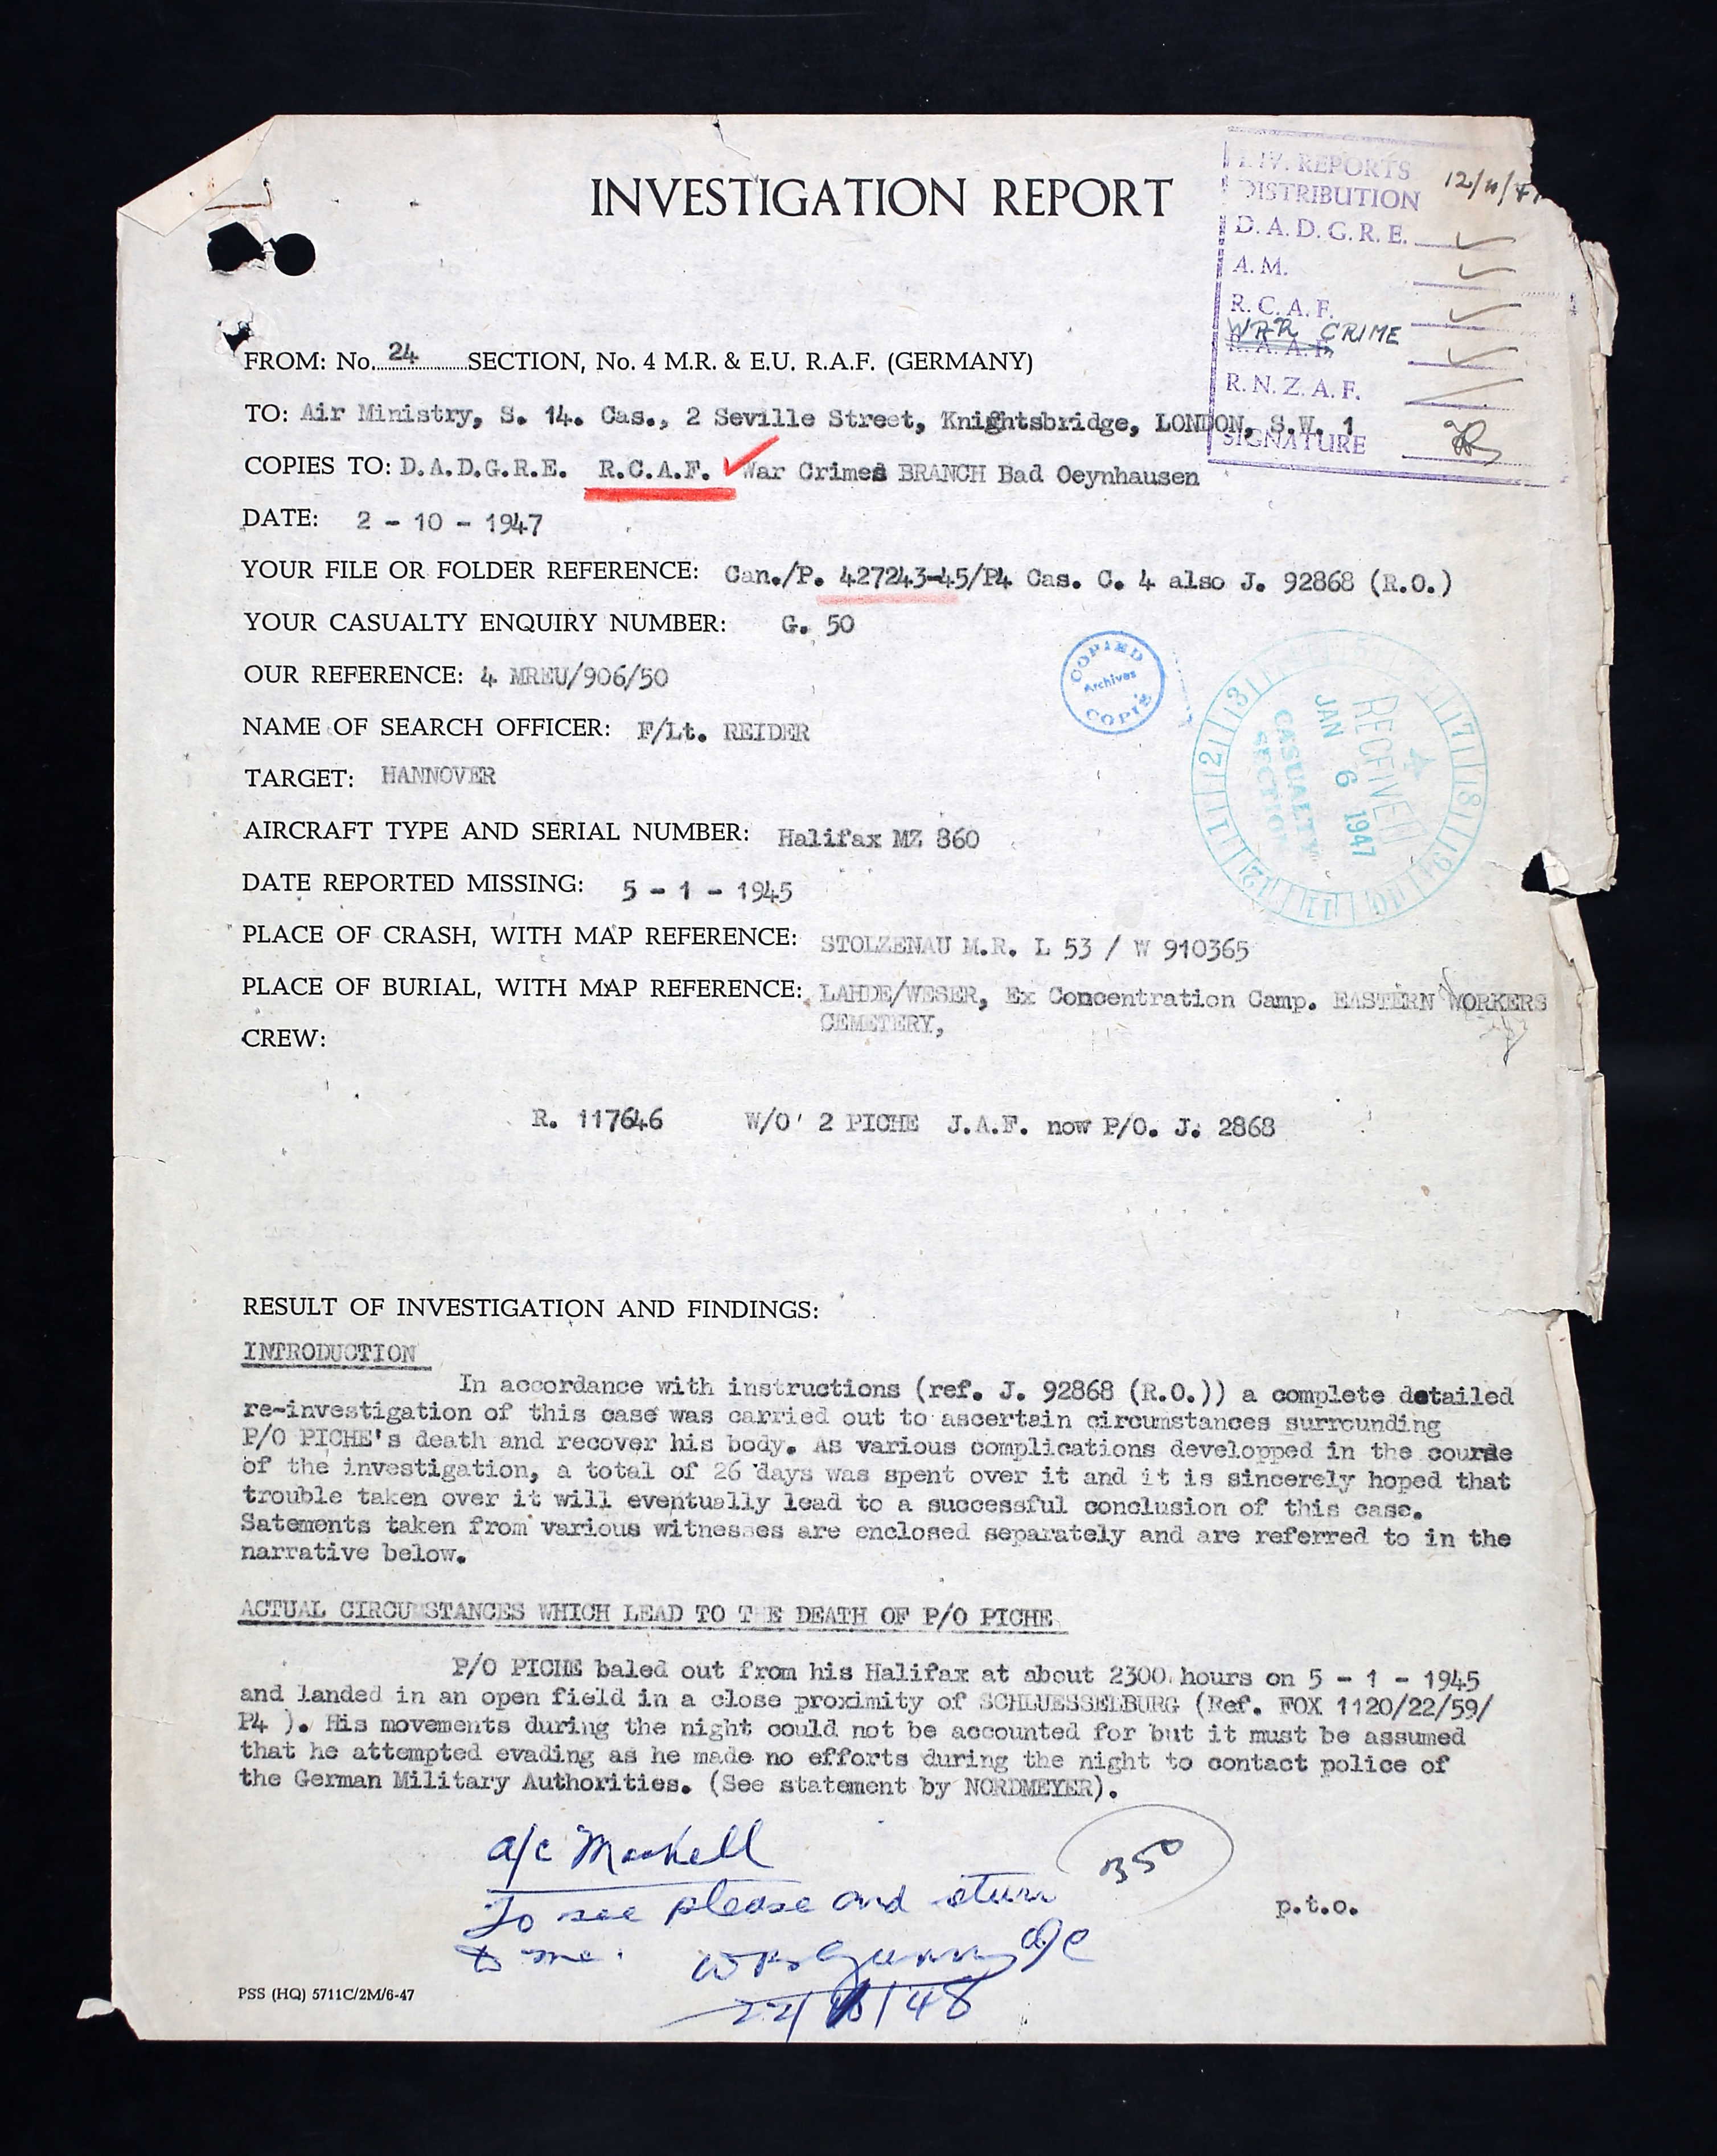 INVESTIGATION REPORT
REPORTS
DISTRIBUTION
D. A. D. G. R. E.
A. M.
R. C. A. F.
WAR CRIME
R. A. A. F.
R. N. Z. A. F.
SIGNATURE
FROM: No. 24 SECTION, No. 4 M.R. & E.U. R.A.F. (GERMANY)
TO: Air Ministry, S. 14. Cas., 2 Seville Street, Knightsbridge, LONDON, S.W. 1
COPIES TO: D.A.D.G.R.E. R.C.A.F. War Crimes BRANCH Bad Oeynhausen
DATE: 2 - 10 - 1947
YOUR FILE OR FOLDER REFERENCE: Can./P. 427243-45/P4 Cas. C. 4 also J. 92868 (R.O.)
YOUR CASUALTY ENQUIRY NUMBER: G. 50
OUR REFERENCE: 4 MREU/906/50
COPIED
Archives
COPIÉ
RECEIVED
JAN 6 1947
CASUALTY
SECTION
NAME OF SEARCH OFFICER: F/Lt. REIDER
TARGET: HANNOVER
AIRCRAFT TYPE AND SERIAL NUMBER: Halifax MZ 860
DATE REPORTED MISSING: 5 - 1 - 1945
PLACE OF CRASH, WITH MAP REFERENCE: STOLZENAU M.R. L 53 / W 910365
PLACE OF BURIAL, WITH MAP REFERENCE: LAHDE/WESER, Ex Concentration Camp. EASTERN WORKERS
CEMETERY,
CREW:
R. 117646 W/O 2 PICHE J.A.F. now P/O. J. 2868
RESULT OF INVESTIGATION AND FINDINGS:
INTRODUCTION
In accordance with instructions (ref. J. 92868 (R.O.)) a complete detailed
re-investigation of this case was carried out to ascertain circumstances surrounding
P/O PICHE's death and recover his body. As various complications developped in the course
of the investigation, a total of 26 days was spent over it and it is sincerely hoped that
trouble taken over it will eventually lead to a successful conclusion of this case.
Satements taken from various witnesses are enclosed separately and are referred to in the
narrative below.
ACTUAL CIRCU STANCES WHICH LEAD TO T E DEATH OF P/O PICHE
P/O PICHE baled out from his Halifax at about 2300 hours on 5 - 1 - 1945
and landed in an open field in a close proximity of SCHLUESSELBURG (Ref. FOX 1120/22/59/
P4 ). His movements during the night could not be accounted for but it must be assumed
that he attempted evading as he made no efforts during the night to contact police of
the German Military Authorities. (See statement by NORDMEYER).
a/c
To see please and return
to me.
350
p.t.o.
PSS (HQ) 5711C/2M/6-47